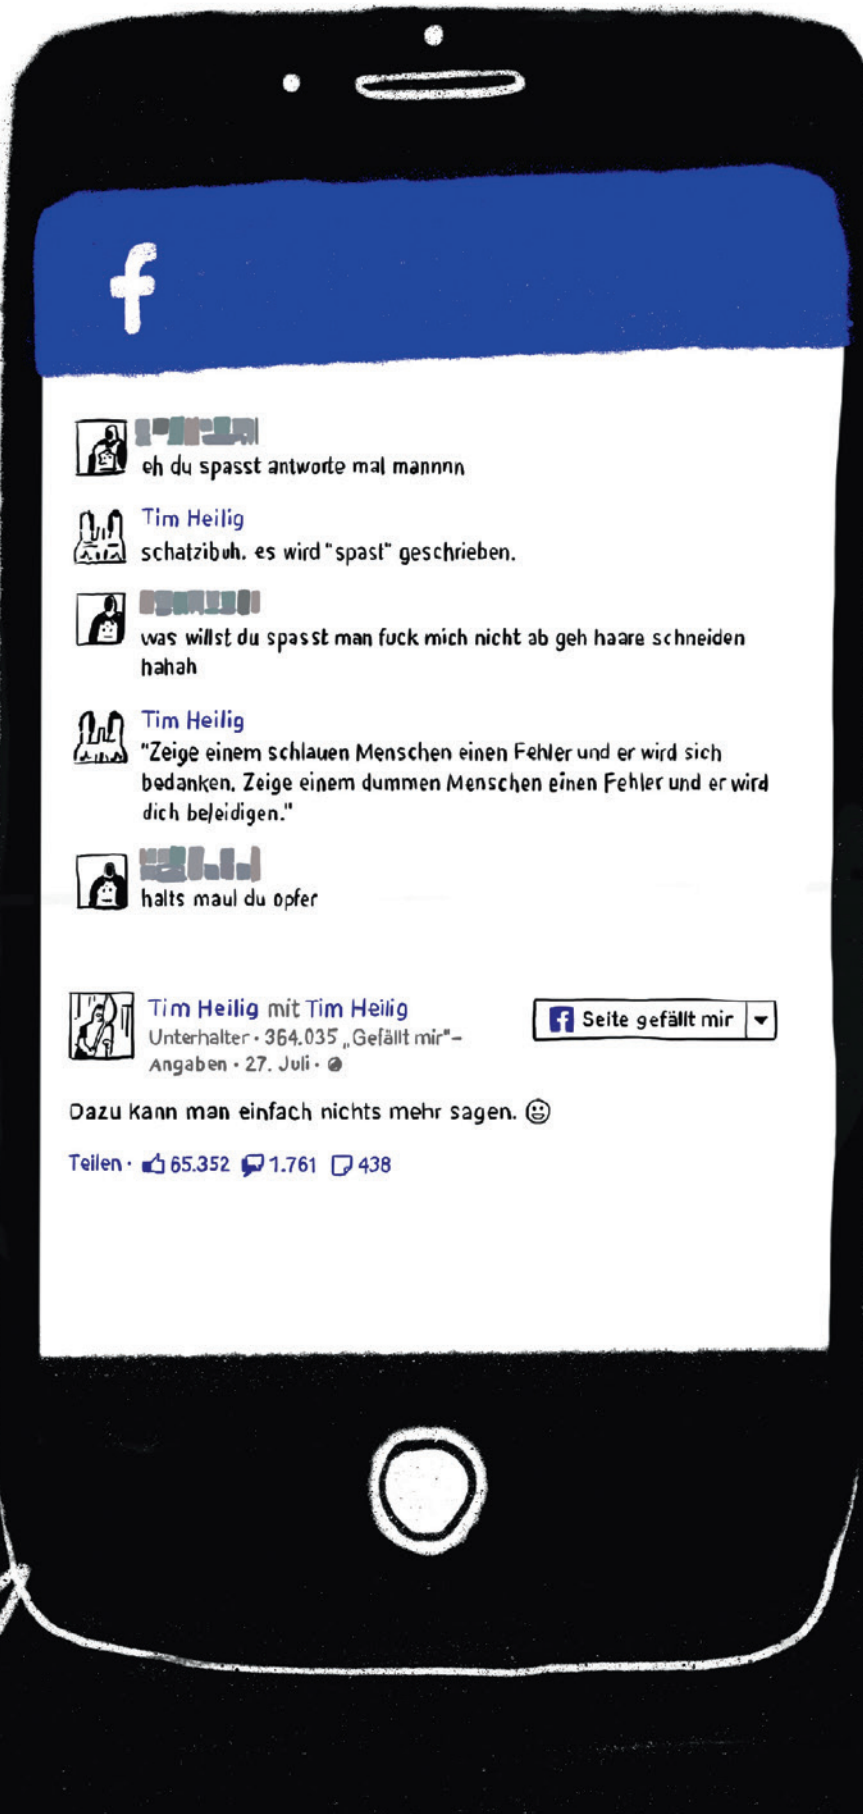 f
eh du spasst antworte mal mannnn
Tim Heilig
schatzibuh. es wird "spast" geschrieben.
was willst du spasst man fuck mich nicht ab geh haare schneiden
hahah
Tim Heilig
"Zeige einem schlauen Menschen einen Fehler und er wird sich
bedanken. Zeige einem dummen Menschen einen Fehler und er wird
dich beleidigen."
halts maul du opfer
Tim Heilig mit Tim Heilig
Unterhalter · 364.035 „Gefällt mir"-
Angaben · 27. Juli ·
f Seite gefällt mir
Dazu kann man einfach nichts mehr sagen. 😀
Teilen · 65.352 1.761 438